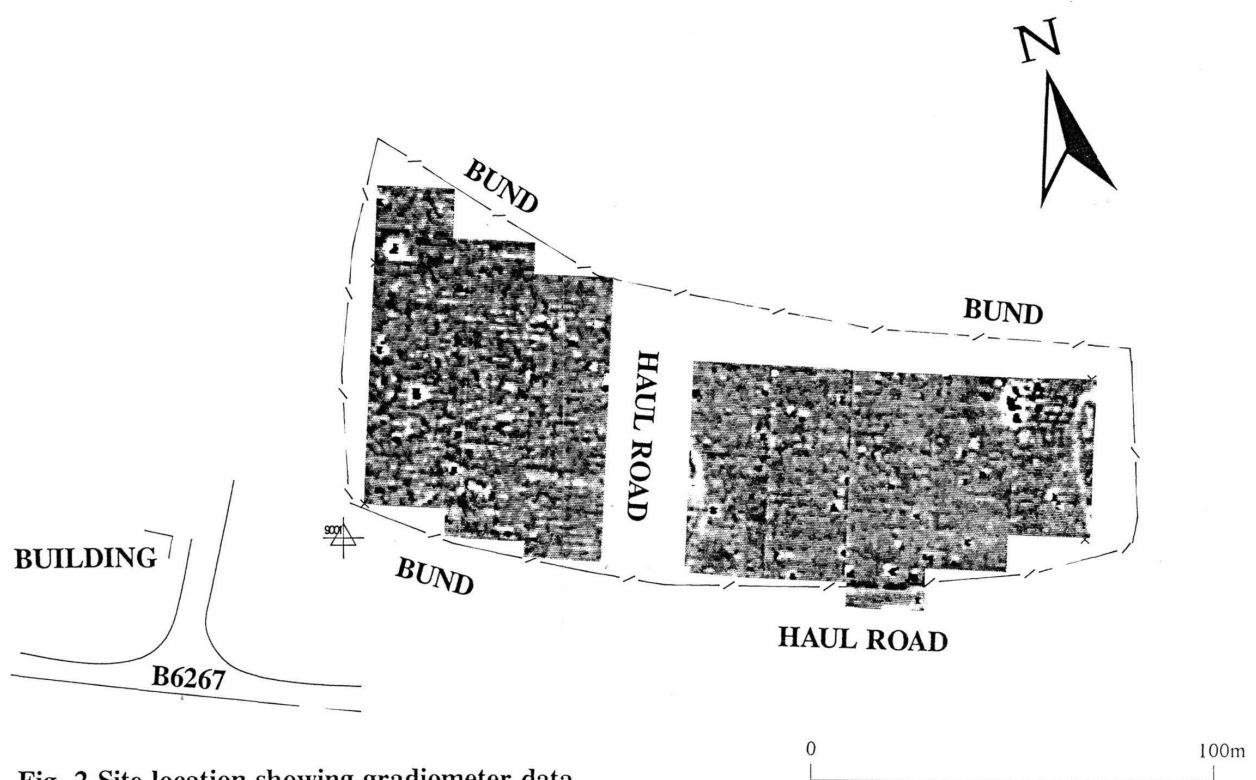 N
BUND
BUND
HAUL ROAD
BUILDING
BUND
HAUL ROAD
B6267
0 100m
Fig. 2 Site location showing gradiometer data